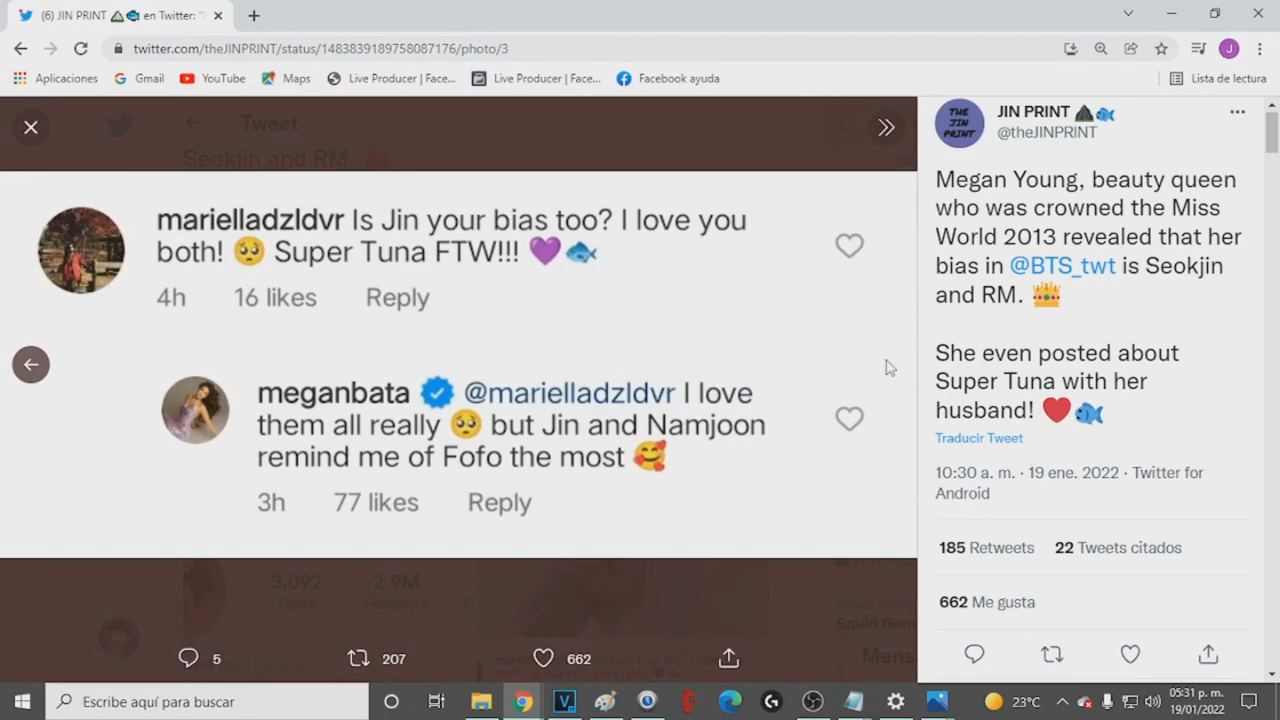 (6) JIN PRINT en Twitter: "
twitter.com/theJINPRINT/status/1483839189758087176/photo/3
Aplicaciones Gmail YouTube Maps Live Producer | Face... Live Producer | Face... Facebook ayuda Lista de lectura
J
Tweet
Seokjin and RM.
marielladzldvr Is Jin your bias too? I love you
both! 🥺 Super Tuna FTW!!! 💜🐟
4h 16 likes Reply
meganbata @marielladzldvr I love
them all really 🥺 but Jin and Namjoon
remind me of Fofo the most 🥰
3h 77 likes Reply
3,092 2.9M
Posts Followers
Squid Gam
Mens
5 207 662
THE
JIN
PRINT
JIN PRINT
@theJINPRINT
Megan Young, beauty queen
who was crowned the Miss
World 2013 revealed that her
bias in @BTS_twt is Seokjin
and RM. 👑
She even posted about
Super Tuna with her
husband! ❤️🐟
Traducir Tweet
10:30 a. m. · 19 ene. 2022 · Twitter for
Android
185 Retweets 22 Tweets citados
662 Me gusta
Escribe aquí para buscar
23°C
05:31 p. m.
19/01/2022